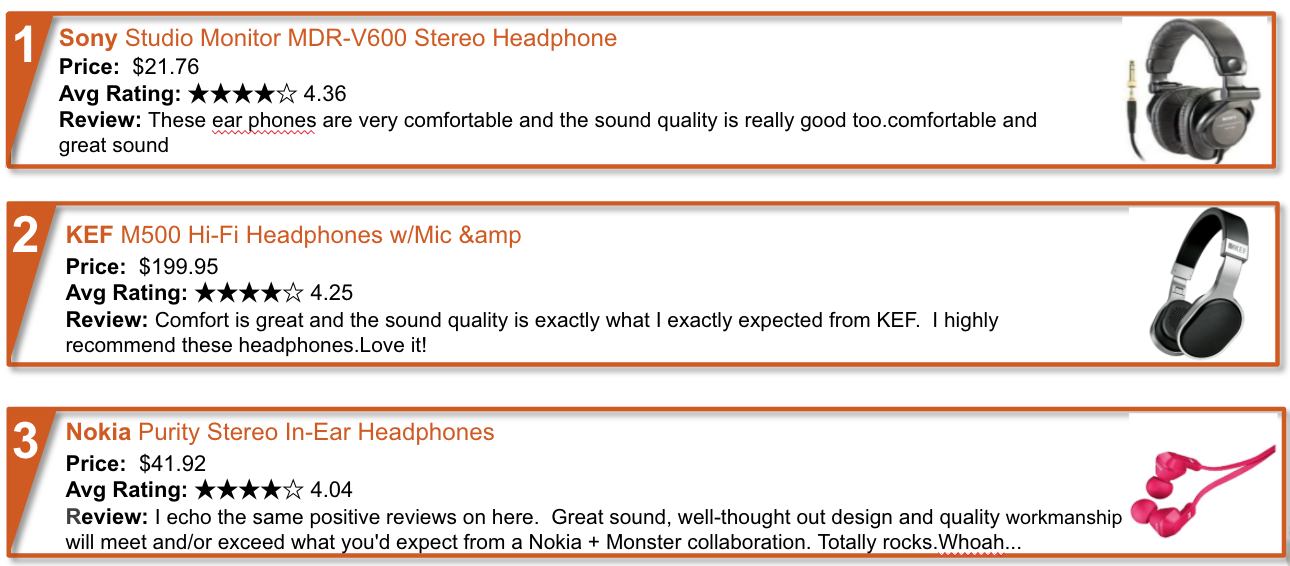 1
Sony Studio Monitor MDR-V600 Stereo Headphone
Price: $21.76
Avg Rating: ★★★★☆ 4.36
Review: These ear phones are very comfortable and the sound quality is really good too.comfortable and
great sound
2
KEF M500 Hi-Fi Headphones w/Mic &amp
Price: $199.95
Avg Rating: ★★★★☆ 4.25
Review: Comfort is great and the sound quality is exactly what I exactly expected from KEF.  I highly
recommend these headphones.Love it!
KEF
3
Nokia Purity Stereo In-Ear Headphones
Price: $41.92
Avg Rating: ★★★★☆ 4.04
Review: I echo the same positive reviews on here.  Great sound, well-thought out design and quality workmanship
will meet and/or exceed what you'd expect from a Nokia + Monster collaboration. Totally rocks.Whoah...